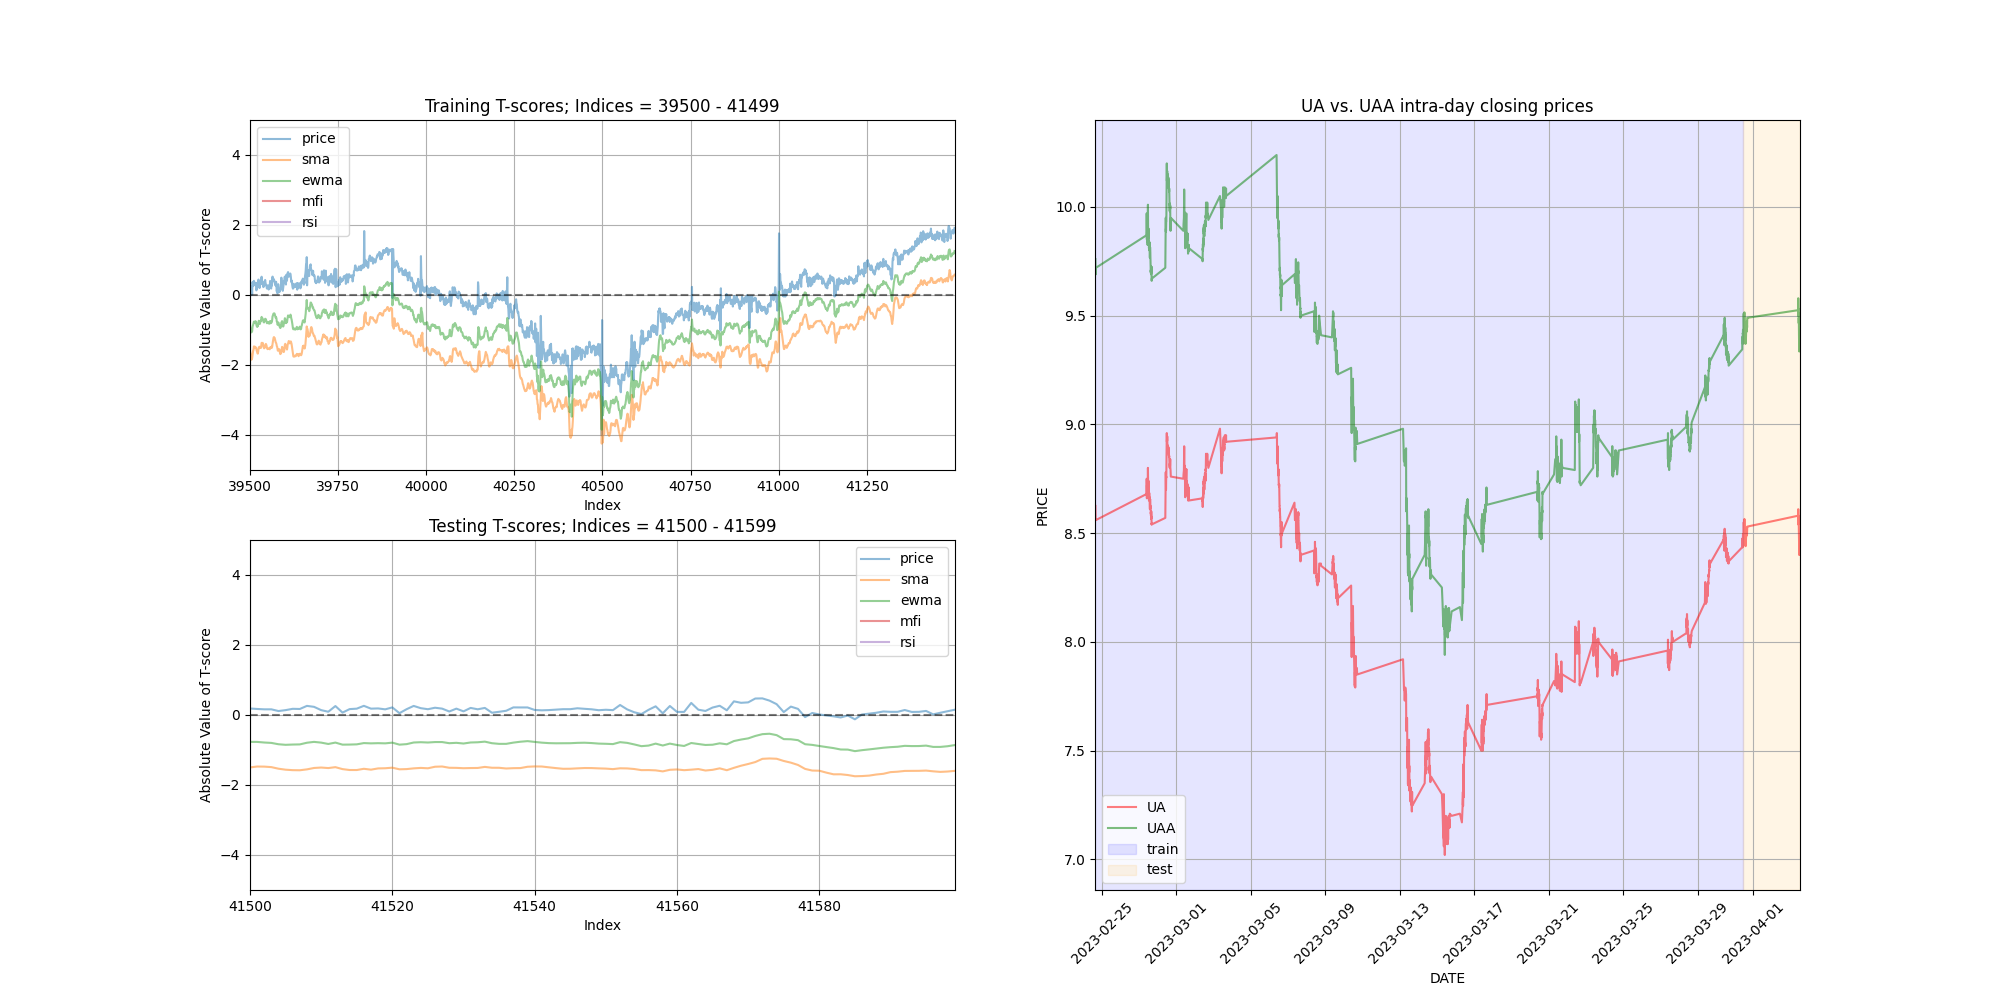 Training T-scores; Indices = 39500 - 41499
Absolute Value of T-score
4
2
0
−2
−4
price
sma
ewma
mfi
rsi
39500 39750 40000 40250 40500 40750 41000 41250
Index
Testing T-scores; Indices = 41500 - 41599
Absolute Value of T-score
4
2
0
−2
−4
price
sma
ewma
mfi
rsi
41500 41520 41540 41560 41580
Index
UA vs. UAA intra-day closing prices
PRICE
10.0
9.5
9.0
8.5
8.0
7.5
7.0
UA
UAA
train
test
2023-02-25 2023-03-01 2023-03-05 2023-03-09 2023-03-13 2023-03-17 2023-03-21 2023-03-25 2023-03-29 2023-04-01
DATE